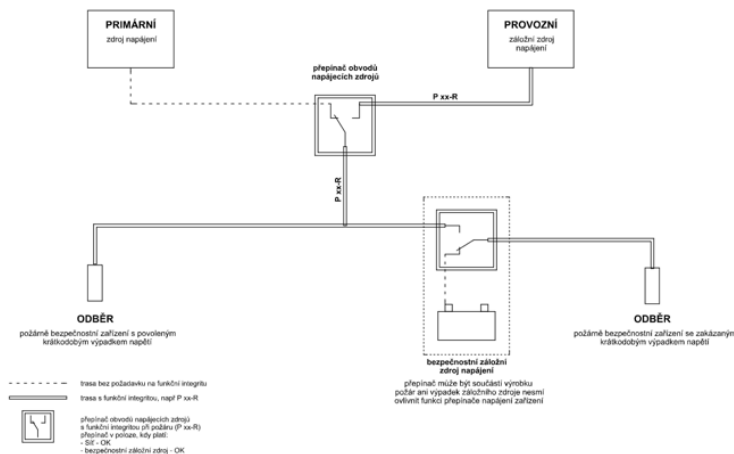 PRIMÁRNÍ
zdroj napájení
PROVOZNÍ
záložní zdroj
napájení
přepínač obvodů
napájecích zdrojů
P xx-R
P xx-R
ODBĚR
požárně bezpečnostní zařízení s povoleným
krátkodobým výpadkem napětí
bezpečnostní záložní
zdroj napájení
přepínač může být součástí výrobku
požár ani výpadek záložního zdroje nesmí
ovlivnit funkci přepínače napájení zařízení
ODBĚR
požárně bezpečnostní zařízení se zakázaným
krátkodobým výpadkem napětí
trasa bez požadavku na funkční integritu
trasa s funkční integritou, např P xx-R
přepínač obvodů napájecích zdrojů
s funkční integritou při požáru (P xx-R)
přepínač v poloze, kdy platí:
- Síť - OK
- bezpečnostní záložní zdroj - OK